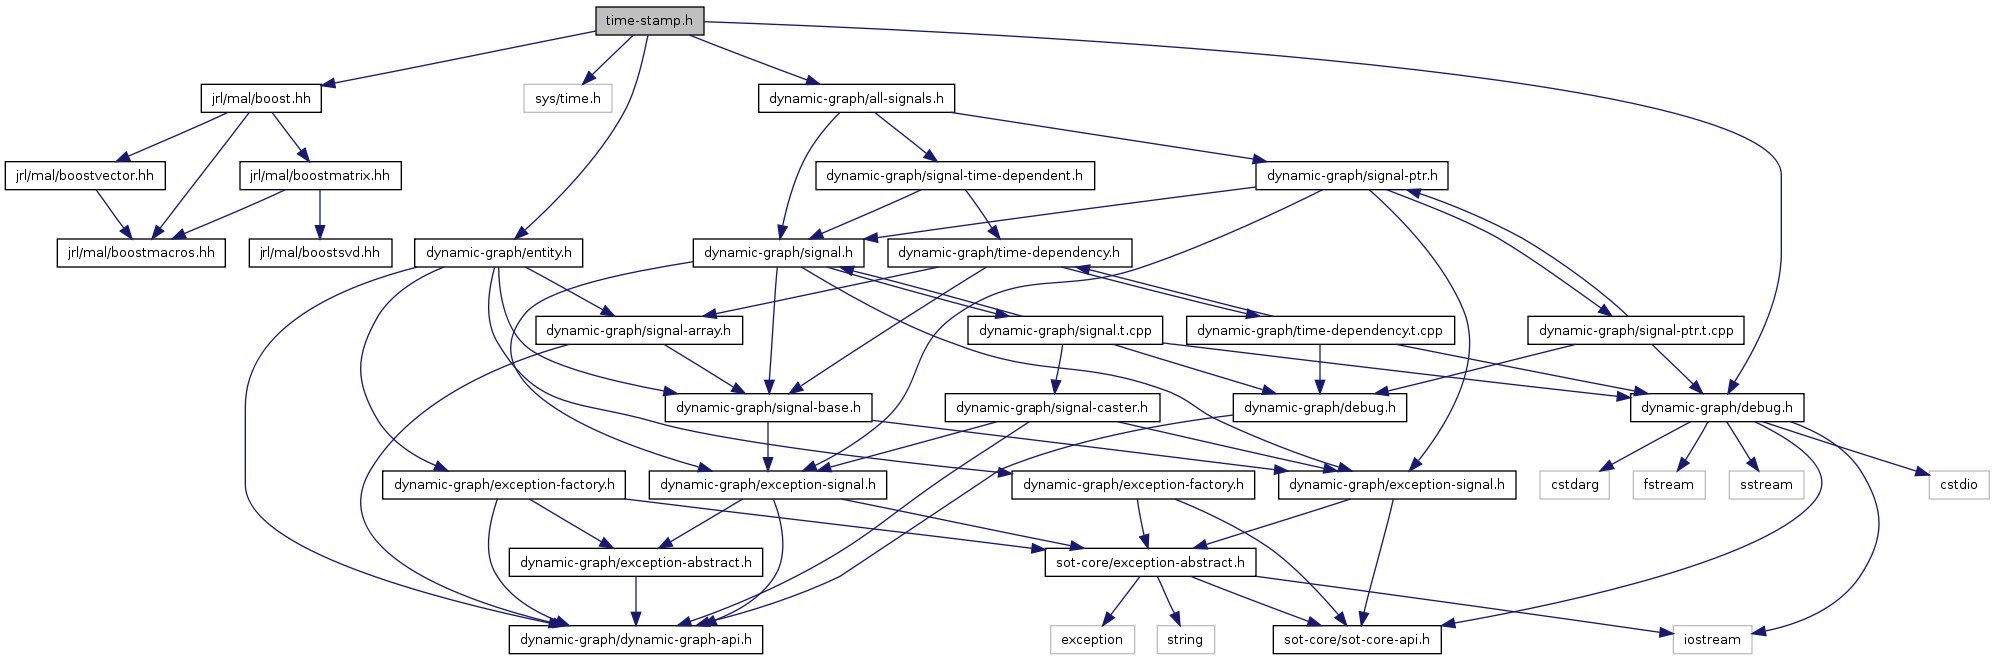 time-stamp.h
jrl/mal/boost.hh
sys/time.h
dynamic-graph/all-signals.h
jrl/mal/boostvector.hh
jrl/mal/boostmatrix.hh
dynamic-graph/signal-time-dependent.h
dynamic-graph/signal-ptr.h
jrl/mal/boostmacros.hh
jrl/mal/boostsvd.hh
dynamic-graph/entity.h
dynamic-graph/signal.h
dynamic-graph/time-dependency.h
dynamic-graph/signal-array.h
dynamic-graph/signal.t.cpp
dynamic-graph/time-dependency.t.cpp
dynamic-graph/signal-ptr.t.cpp
dynamic-graph/signal-base.h
dynamic-graph/signal-caster.h
dynamic-graph/debug.h
dynamic-graph/debug.h
dynamic-graph/exception-factory.h
dynamic-graph/exception-signal.h
dynamic-graph/exception-factory.h
dynamic-graph/exception-signal.h
cstdarg
fstream
sstream
cstdio
dynamic-graph/exception-abstract.h
sot-core/exception-abstract.h
dynamic-graph/dynamic-graph-api.h
exception
string
sot-core/sot-core-api.h
iostream